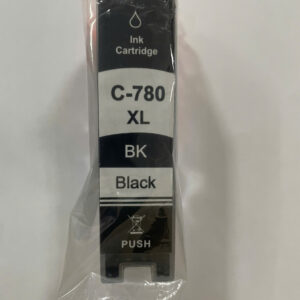 Ink
Cartridge
C-780
XL
BK
Black
PUSH